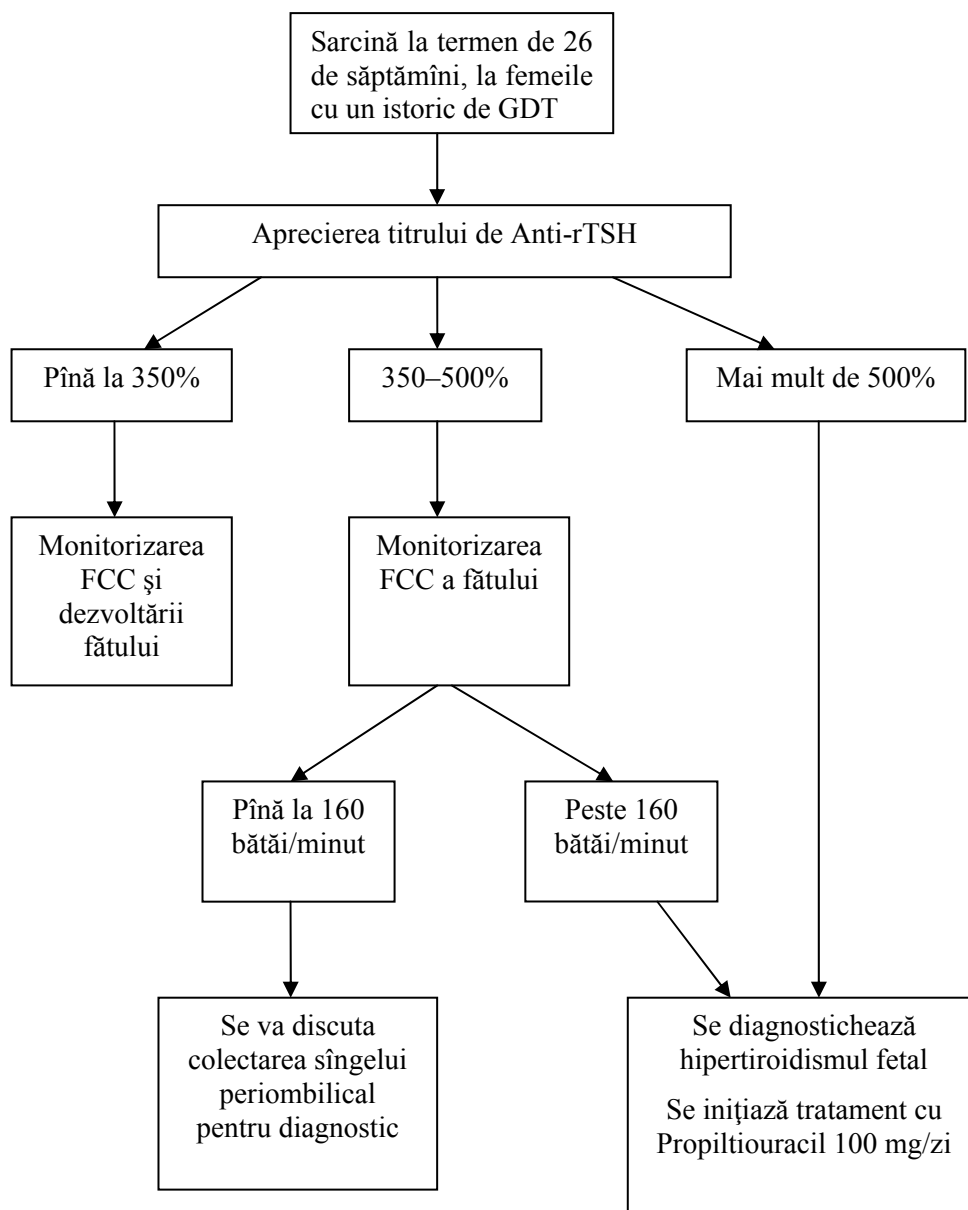 Sarcină la termen de 26
de săptămîni, la femeile
cu un istoric de GDT
Aprecierea titrului de Anti-rTSH
Pînă la 350%
350–500%
Mai mult de 500%
Monitorizarea
FCC şi
dezvoltării
fătului
Monitorizarea
FCC a fătului
Pînă la 160
bătăi/minut
Peste 160
bătăi/minut
Se va discuta
colectarea sîngelui
periombilical
pentru diagnostic
Se diagnostichează
hipertiroidismul fetal
Se iniţiază tratament cu
Propiltiouracil 100 mg/zi